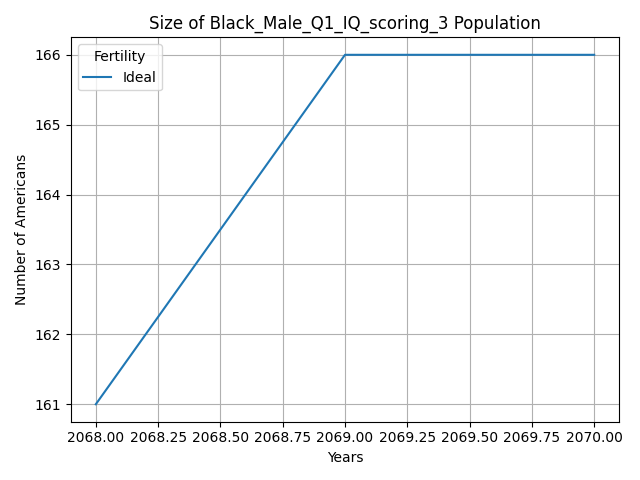 Size of Black_Male_Q1_IQ_scoring_3 Population
Fertility
Ideal
166
165
164
163
162
161
Number of Americans
2068.00 2068.25 2068.50 2068.75 2069.00 2069.25 2069.50 2069.75 2070.00
Years